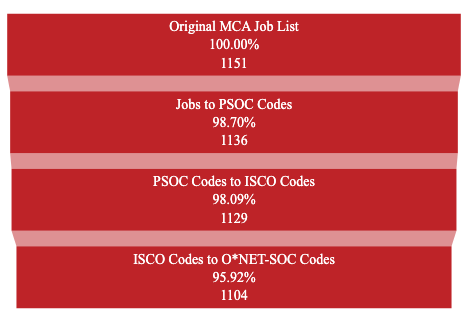 Original MCA Job List
100.00%
1151
Jobs to PSOC Codes
98.70%
1136
PSOC Codes to ISCO Codes
98.09%
1129
ISCO Codes to O*NET-SOC Codes
95.92%
1104